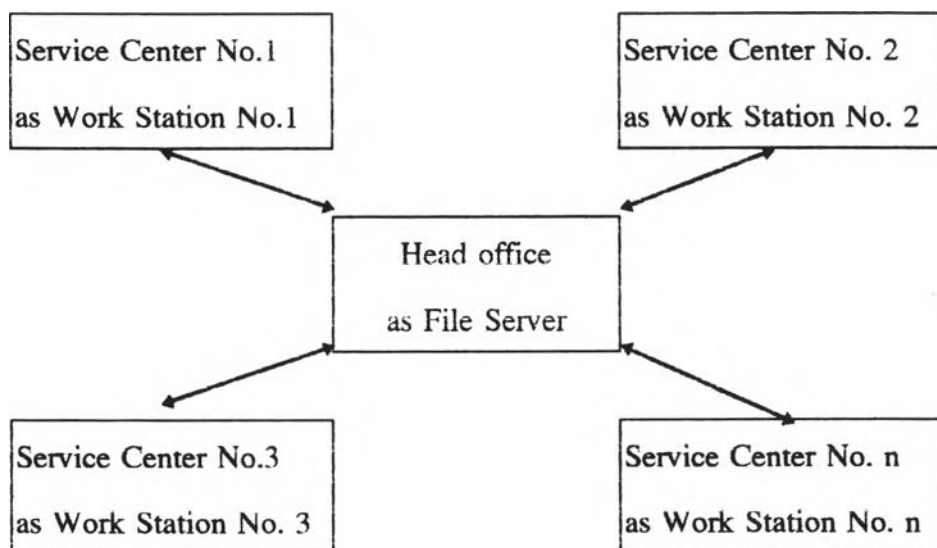 Service Center No.1
as Work Station No.1
Service Center No. 2
as Work Station No. 2
Head office
as File Server
Service Center No.3
as Work Station No. 3
Service Center No. n
as Work Station No. n